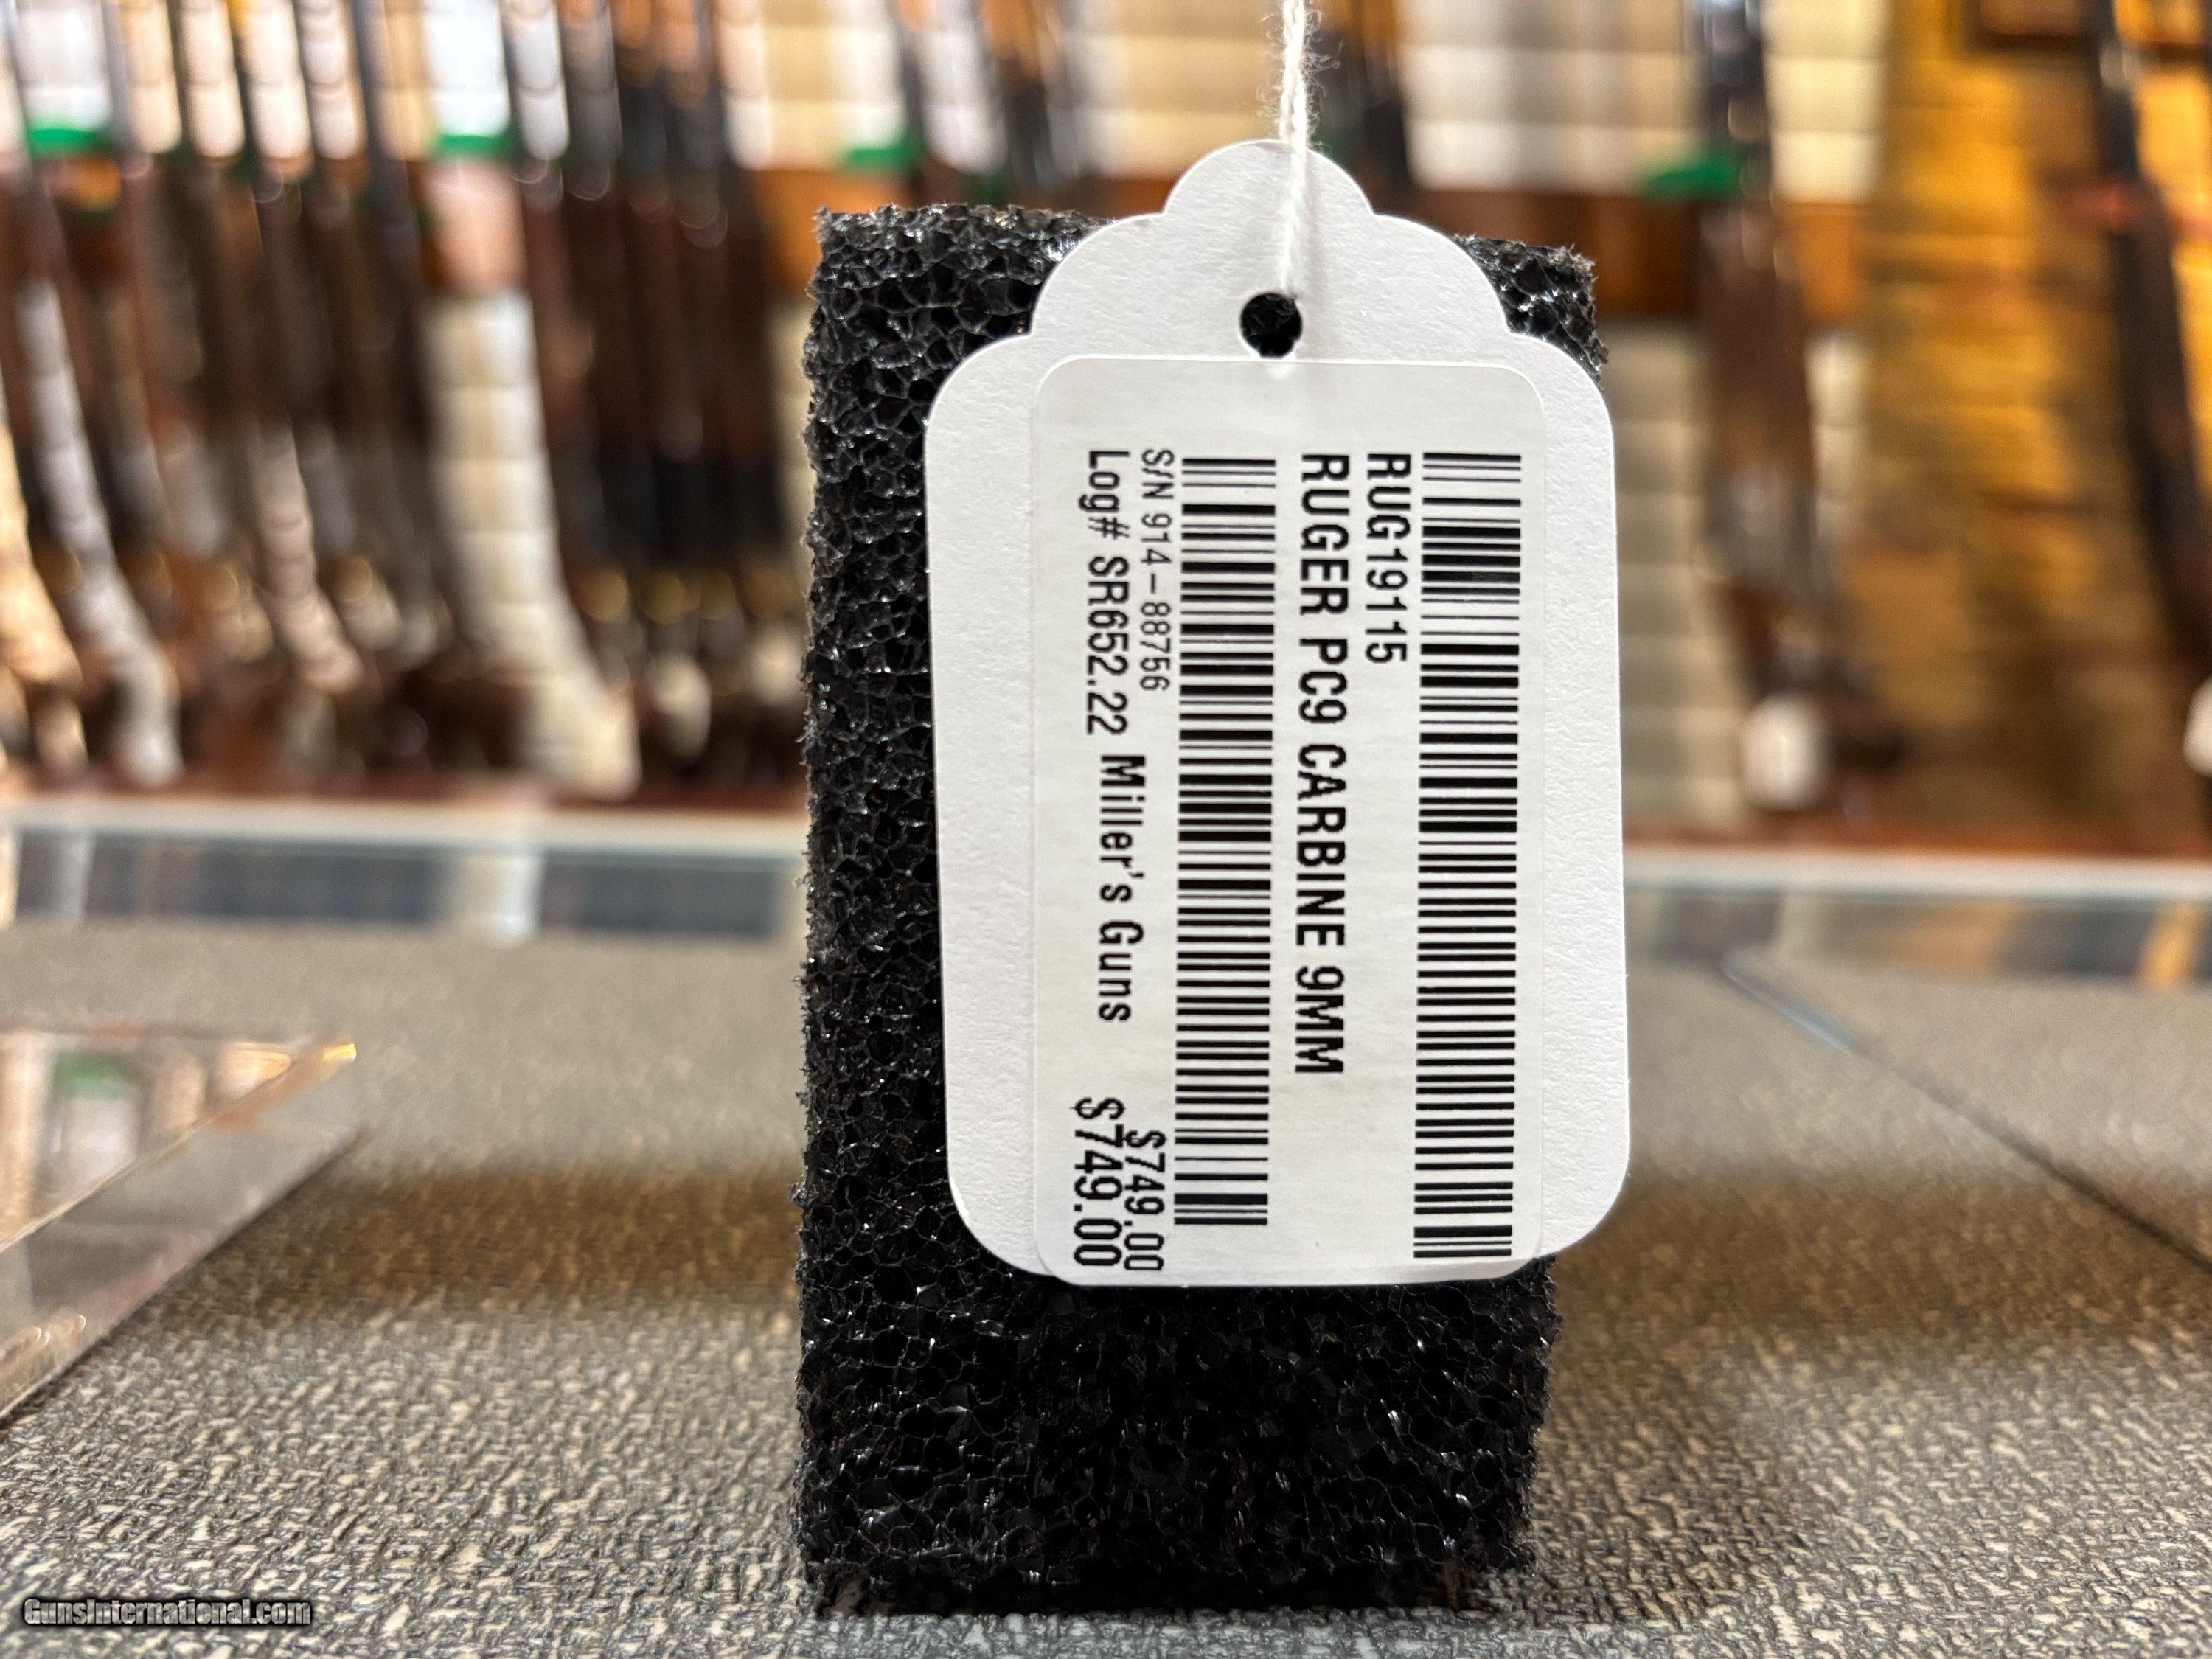 RUG19115
RUGER PC9 CARBINE 9MM
S/N 914-88756
$749.00
Log# SR652.22 Miller's Guns
$749.00
GunsInternational.com